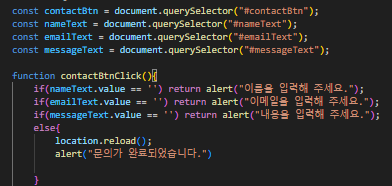 const contactBtn = document.querySelector("#contactBtn");
const nameText = document.querySelector("#nameText");
const emailText = document.querySelector("#emailText");
const messageText = document.querySelector("#messageText");
function contactBtnClick(){
if(nameText.value == '') return alert("이름을 입력해 주세요.");
if(emailText.value == '') return alert("이메일을 입력해 주세요.");
if(messageText.value == '') return alert("내용을 입력해 주세요.");
else{
location.reload();
alert("문의가 완료되었습니다.")
}